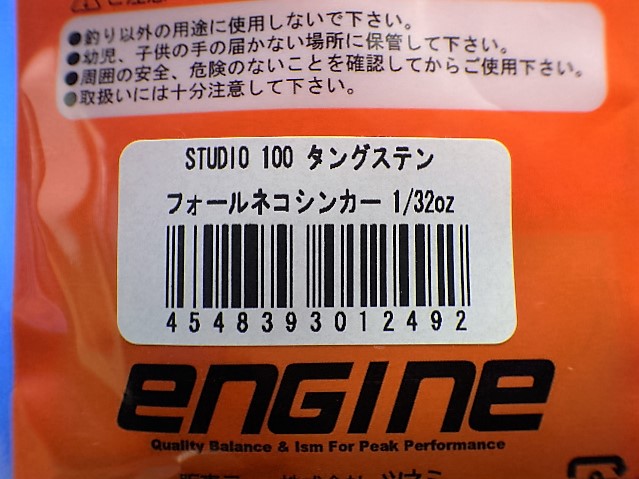 ご注意
●釣り以外の用途に使用しないで下さい。
●幼児、子供の手の届かない場所に保管して下さい。
●周囲の安全、危険のないことを確認してからご使用下さい。
●取扱いには十分注意して下さい。
STUDIO 100 タングステン
フォールネコシンカー 1/32oz
4548393012492
engine
Quality Balance & Ism For Peak Performance